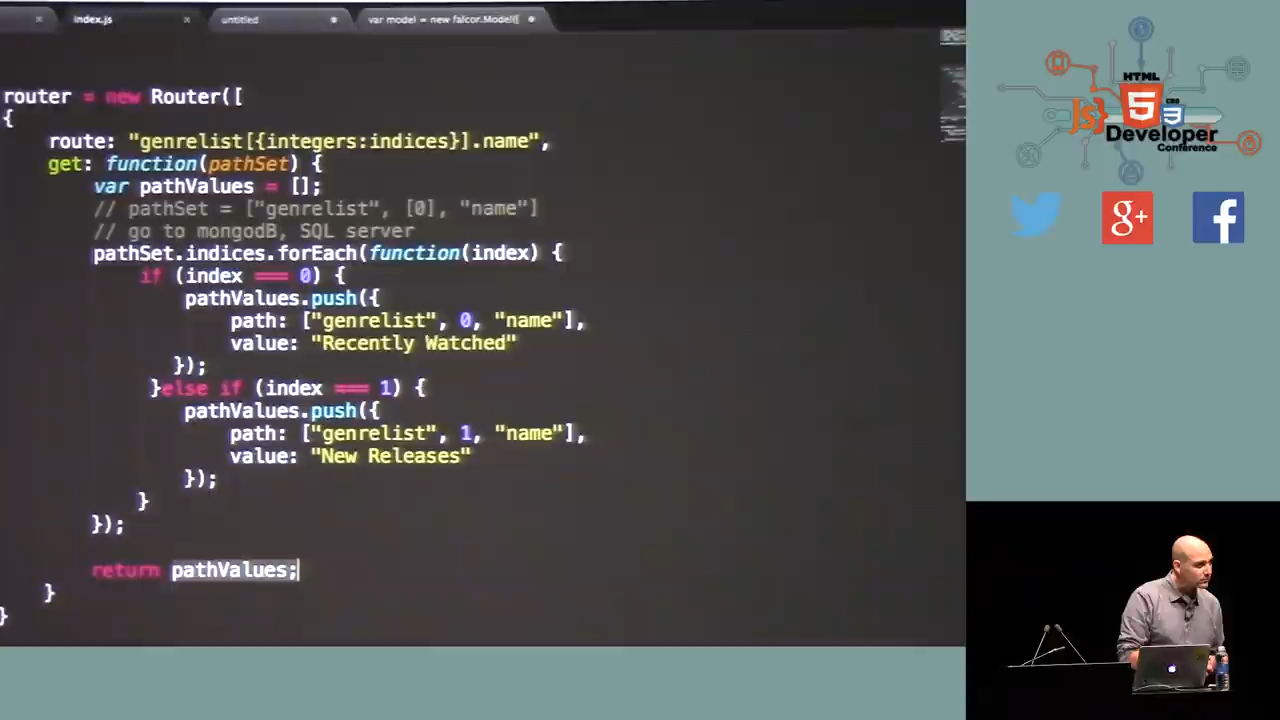 index.js
untitled
var model = new falcor.Model([
router = new Router([
{
route: "genrelist[{integers:indices}].name",
get: function(pathSet) {
var pathValues = [];
// pathSet = ["genrelist", [0], "name"]
// go to mongodB, SQL server
pathSet.indices.forEach(function(index) {
if (index === 0) {
pathValues.push({
path: ["genrelist", 0, "name"],
value: "Recently Watched"
});
}else if (index === 1) {
pathValues.push({
path: ["genrelist", 1, "name"],
value: "New Releases"
});
}
});
return pathValues;
}
}
HTML
5
JS}
CSS
3
Developer
Conference
g+
f